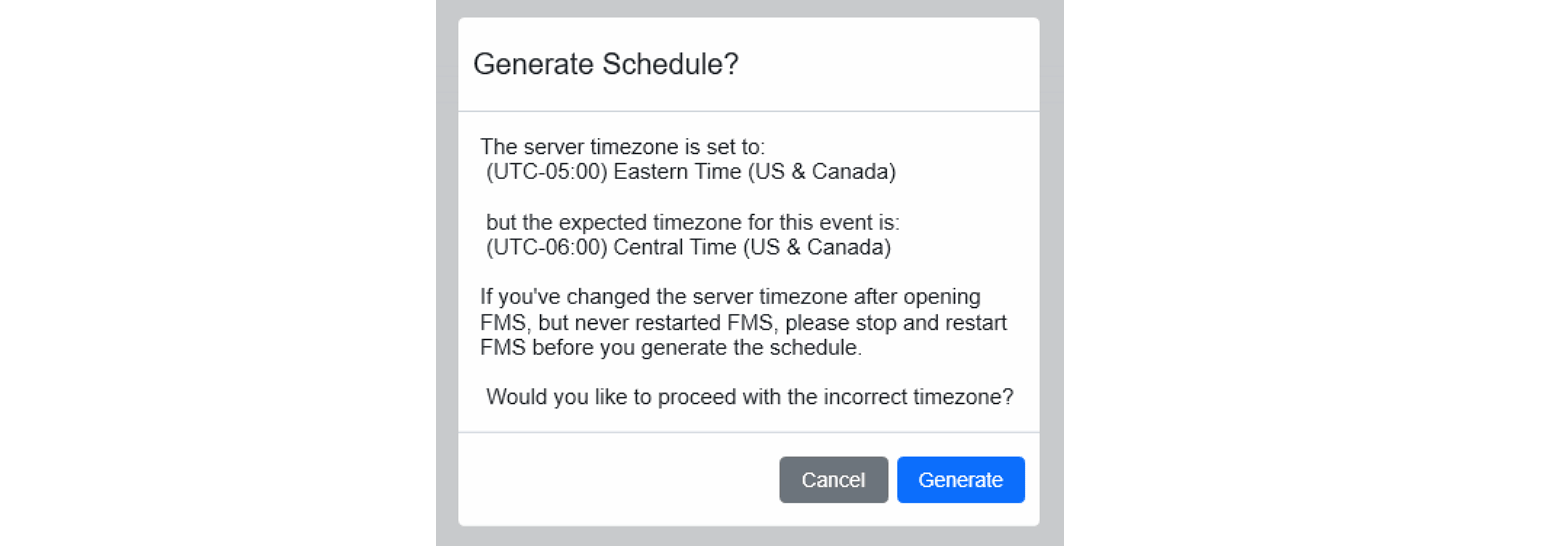 Generate Schedule?
The server timezone is set to:
(UTC-05:00) Eastern Time (US & Canada)
but the expected timezone for this event is:
(UTC-06:00) Central Time (US & Canada)
If you've changed the server timezone after opening
FMS, but never restarted FMS, please stop and restart
FMS before you generate the schedule.
Would you like to proceed with the incorrect timezone?
Cancel Generate